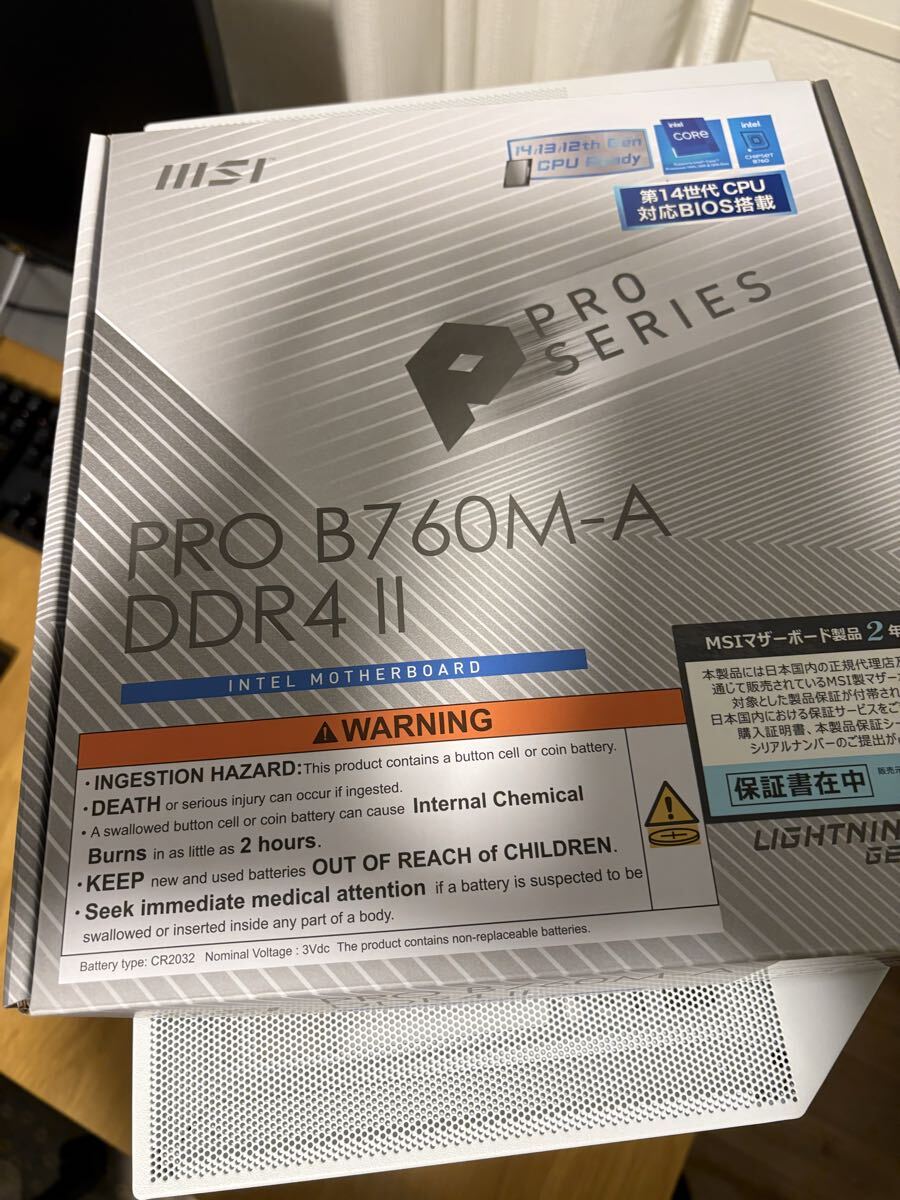 msi
14/13/12th Gen
CPU Ready
intel
CORE
intel
CHIPSET
B760
第14世代 CPU
対応BIOS搭載
PRO
SERIES
PRO B760M-A
DDR4 II
INTEL MOTHERBOARD
WARNING
・INGESTION HAZARD:This product contains a button cell or coin battery.
・DEATH or serious injury can occur if ingested.
・A swallowed button cell or coin battery can cause Internal Chemical
Burns in as little as 2 hours.
・KEEP new and used batteries OUT OF REACH of CHILDREN.
・Seek immediate medical attention if a battery is suspected to be
swallowed or inserted inside any part of a body.
Battery type: CR2032 Nominal Voltage : 3Vdc The product contains non-replaceable batteries.
MSIマザーボード製品 2年
本製品には日本国内の正規代理店
通じて販売されているMSI製マザー
対象とした製品保証が付帯され
日本国内における保証サービスをご
購入証明書、本製品保証シー
シリアルナンバーのご提出が
保証書在中
販売元
LIGHTNIN
GE